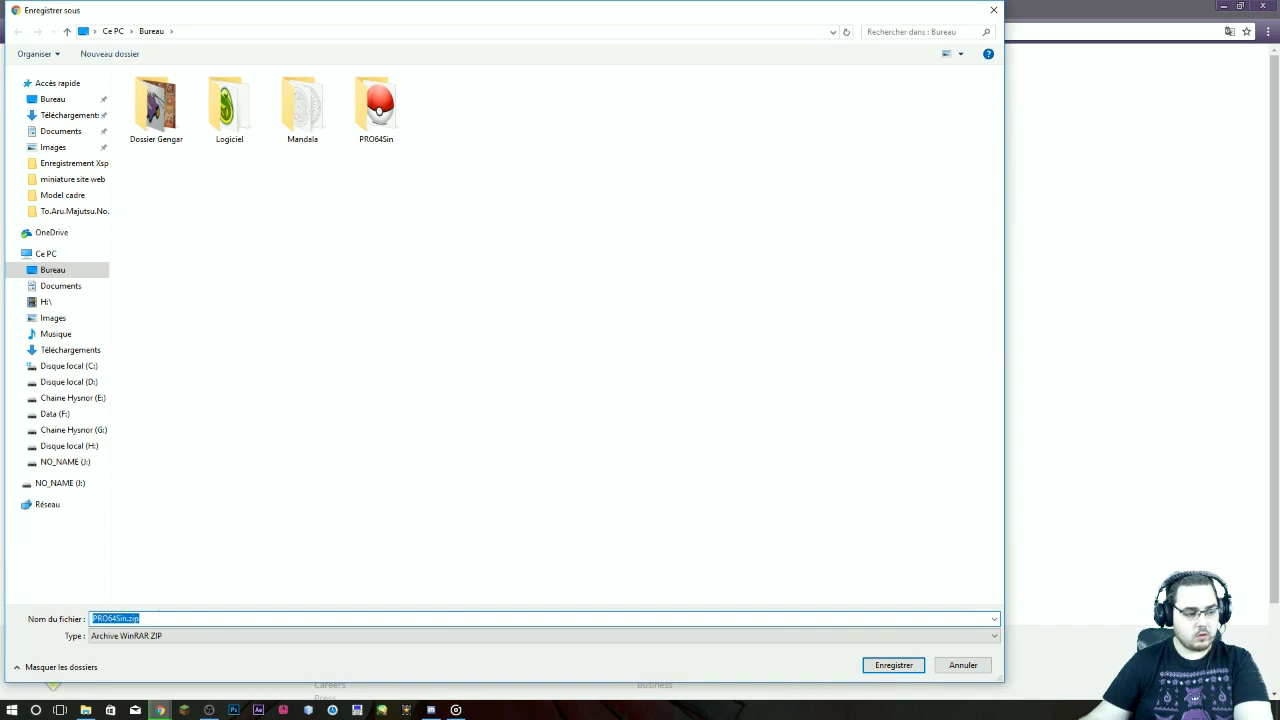 Enregistrer sous
Ce PC
Bureau
Rechercher dans : Bureau
Organiser
Nouveau dossier
Accès rapide
Bureau
Téléchargement:
Documents
Images
Enregistrement Xsp
miniature site web
Model cadre
To.Aru.Majutsu.No.
OneDrive
Ce PC
Bureau
Documents
H:\
Images
Musique
Téléchargements
Disque local (C:)
Disque local (D:)
Chaine Hysnor (E:)
Data (F:)
Chaine Hysnor (G:)
Disque local (H:)
NO_NAME (J:)
NO_NAME (J:)
Réseau
Dossier Gengar
Logiciel
Mandala
PRO64Sin
Nom du fichier :
PRO64Sin.zip
Type :
Archive WinRAR ZIP
Masquer les dossiers
Enregistrer
Annuler
Careers
Business
Press